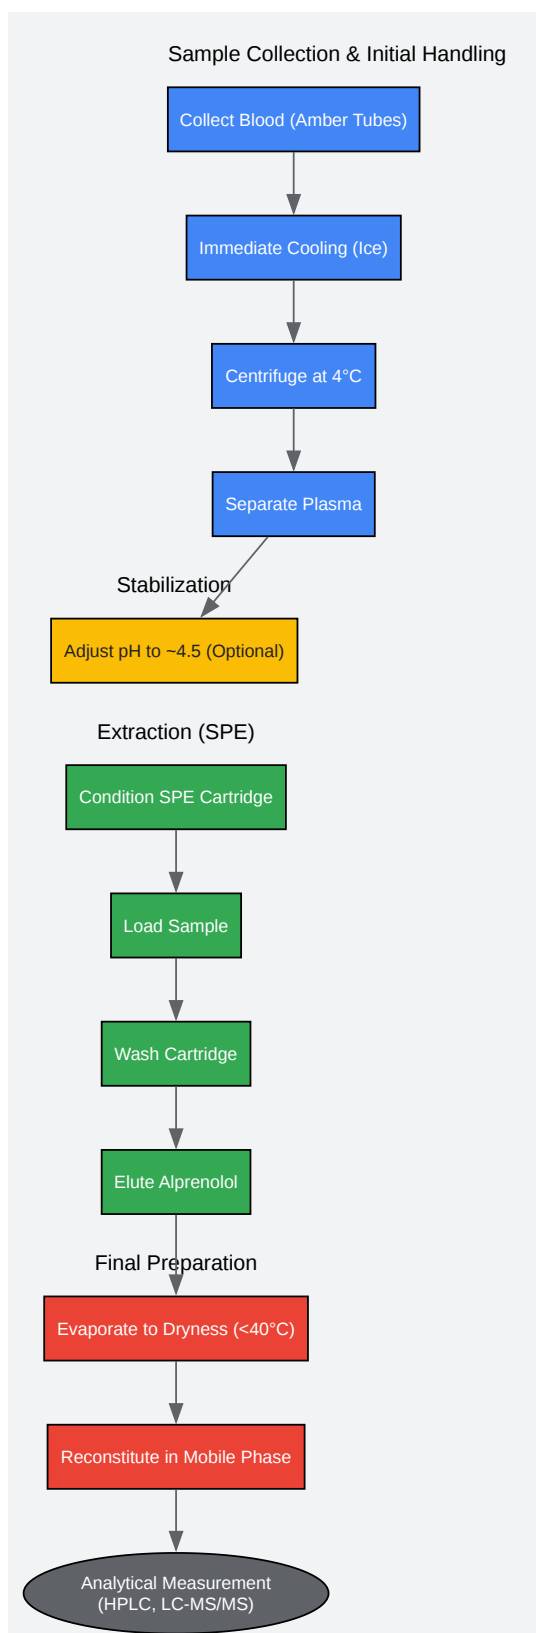 Sample Collection & Initial Handling
Collect Blood (Amber Tubes)
Immediate Cooling (Ice)
Centrifuge at 4°C
Separate Plasma
Stabilization
Adjust pH to ~4.5 (Optional)
Extraction (SPE)
Condition SPE Cartridge
Load Sample
Wash Cartridge
Elute Alprenolol
Final Preparation
Evaporate to Dryness (<40°C)
Reconstitute in Mobile Phase
Analytical Measurement
(HPLC, LC-MS/MS)